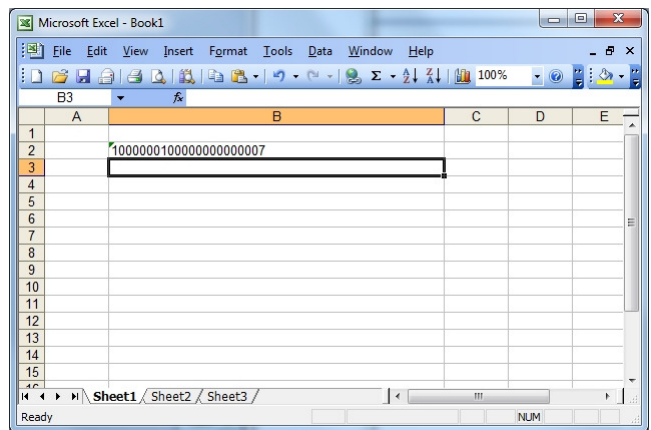 Microsoft Excel - Book1
File Edit View Insert Format Tools Data Window Help
Σ 100%
B3 fx
A B C D E
1
2 1000000100000000000007
3
4
5
6
7
8
9
10
11
12
13
14
15
Sheet1 Sheet2 Sheet3
Ready NUM